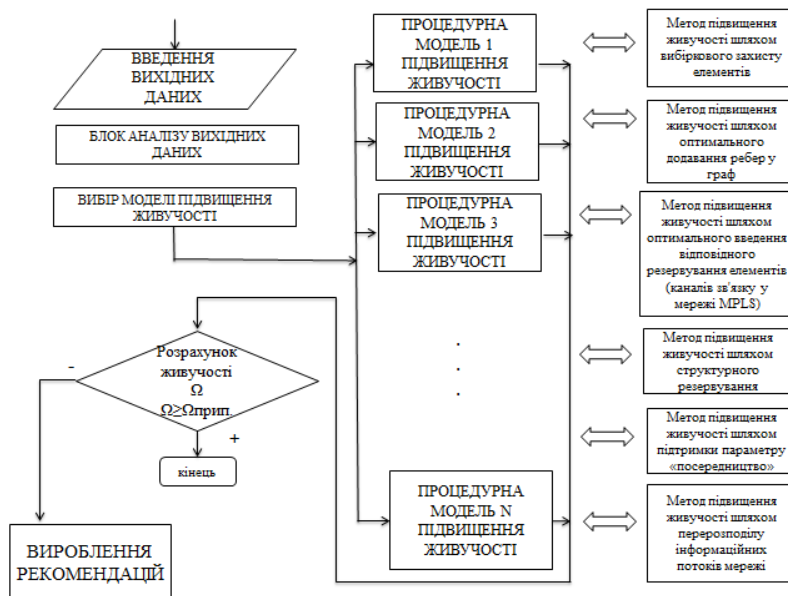 ВВЕДЕННЯ
ВИХІДНИХ
ДАНИХ
БЛОК АНАЛІЗУ ВИХІДНИХ
ДАНИХ
ВИБІР МОДЕЛІ ПІДВИЩЕННЯ
ЖИВУЧОСТІ
Розрахунок
живучості
Ω
Ω≥Ωприп.
-
+
кінець
ВИРОБЛЕННЯ
РЕКОМЕНДАЦІЙ
ПРОЦЕДУРНА
МОДЕЛЬ 1
ПІДВИЩЕННЯ
ЖИВУЧОСТІ
ПРОЦЕДУРНА
МОДЕЛЬ 2
ПІДВИЩЕННЯ
ЖИВУЧОСТІ
ПРОЦЕДУРНА
МОДЕЛЬ 3
ПІДВИЩЕННЯ
ЖИВУЧОСТІ
.
.
.
ПРОЦЕДУРНА
МОДЕЛЬ N
ПІДВИЩЕННЯ
ЖИВУЧОСТІ
Метод підвищення
живучості шляхом
вибіркового захисту
елементів
Метод підвищення
живучості шляхом
оптимального
додавання ребер у
граф
Метод підвищення
живучості шляхом
оптимального введення
відповідного
резервування елементів
(каналів зв'язку у
мережі MPLS)
Метод підвищення
живучості шляхом
структурного
резервування
Метод підвищення
живучості шляхом
підтримки параметру
«посередництво»
Метод підвищення
живучості шляхом
перерозподілу
інформаційних
потоків мережі